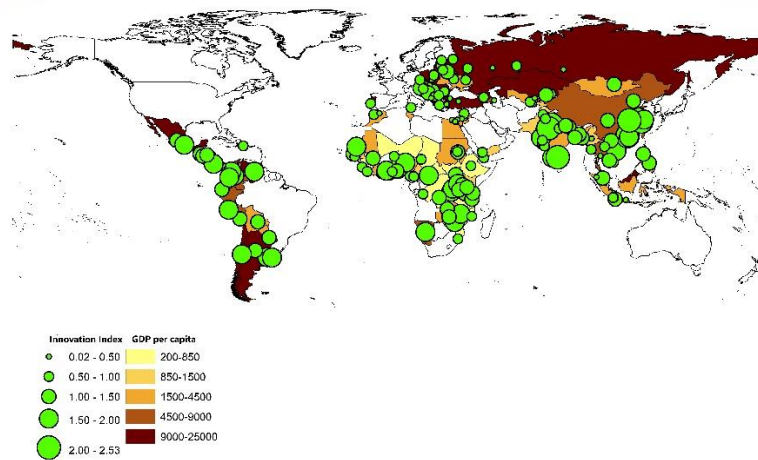 Innovation Index GDP per capita
0.02 - 0.50 200-850
0.50 - 1.00 850-1500
1.00 - 1.50 1500-4500
1.50 - 2.00 4500-9000
2.00 - 2.53 9000-25000